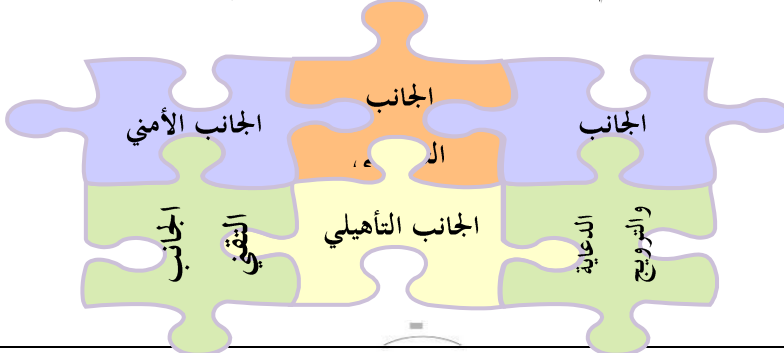 الجانب
الجانب
الجانب الأمني
الجانب التأهيلي
الدعاية
والترويج
الجانب
التقني